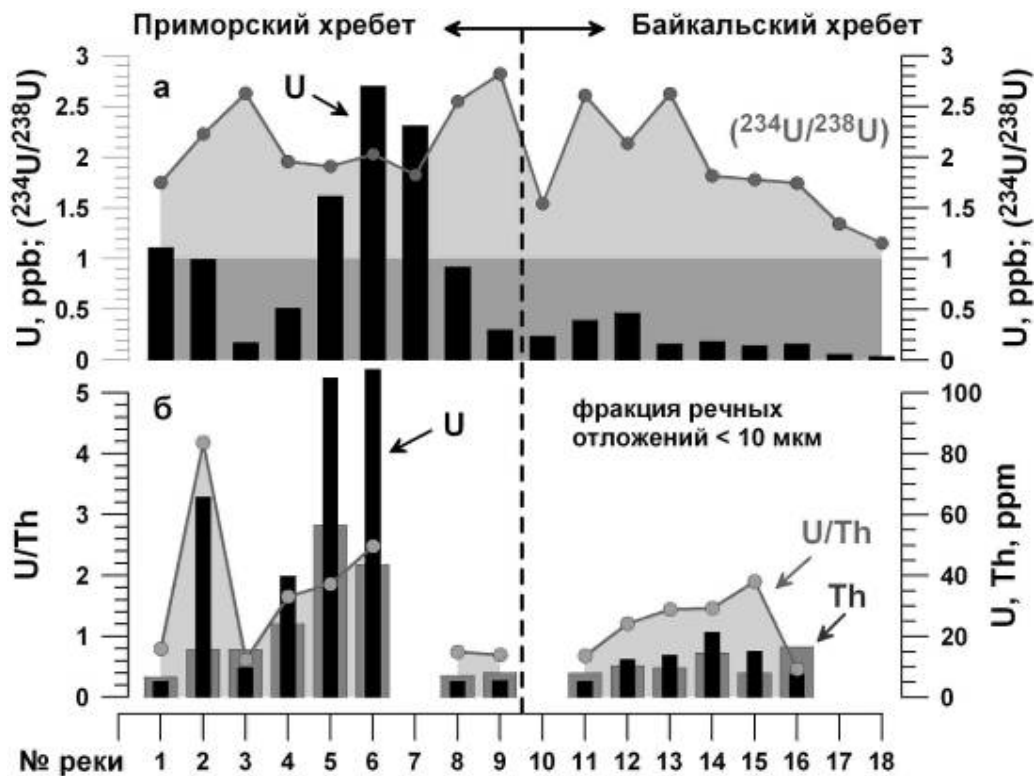 Приморский хребет Байкальский хребет
3 3
а U
2.5 2.5
(234U/238U)
2 2
1.5 1.5
1 1
0.5 0.5
0 0
U, ppb; (234U/238U)
U, ppb; (234U/238U)
5 100
б U
фракция речных
отложений < 10 мкм
4 80
3 60
U/Th
2 40
Th
1 20
0 0
U/Th
U, Th, ppm
№ реки 1 2 3 4 5 6 7 8 9 10 11 12 13 14 15 16 17 18